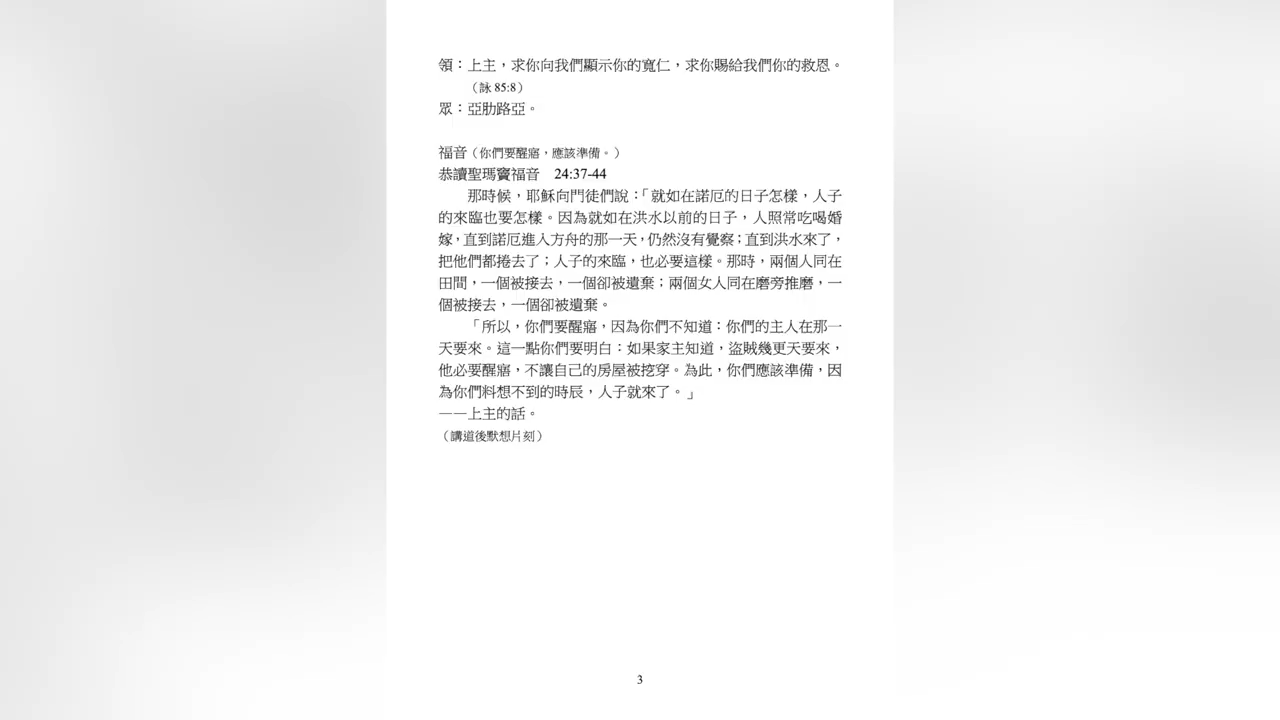 領：上主，求你向我們顯示你的寬仁，求你賜給我們你的救恩。
（詠 85:8）
眾：亞肋路亞。
福音（你們要醒寤，應該準備。）
恭讀聖瑪竇福音　24:37-44
那時候，耶穌向門徒們說：「就如在諾厄的日子怎樣，人子
的來臨也要怎樣。因為就如在洪水以前的日子，人照常吃喝婚
嫁，直到諾厄進入方舟的那一天，仍然沒有覺察；直到洪水來了，
把他們都捲去了；人子的來臨，也必要這樣。那時，兩個人同在
田間，一個被接去，一個卻被遺棄；兩個女人同在磨旁推磨，一
個被接去，一個卻被遺棄。
「所以，你們要醒寤，因為你們不知道：你們的主人在那一
天要來。這一點你們要明白：如果家主知道，盜賊幾更天要來，
他必要醒寤，不讓自己的房屋被挖穿。為此，你們應該準備，因
為你們料想不到的時辰，人子就來了。」
——上主的話。
（講道後默想片刻）
3